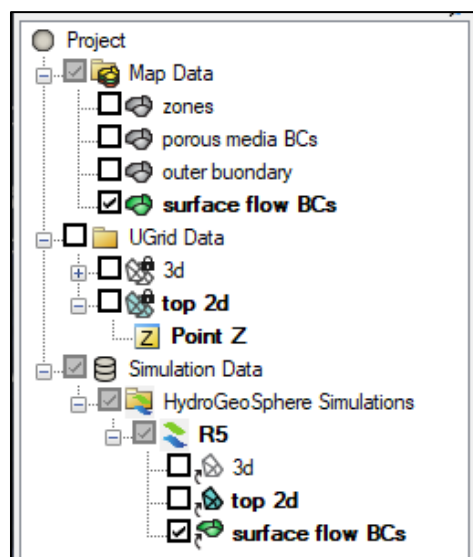 Project
Map Data
zones
porous media BCs
outer buondary
surface flow BCs
UGrid Data
3d
top 2d
Z Point Z
Simulation Data
HydroGeoSphere Simulations
R5
3d
top 2d
surface flow BCs